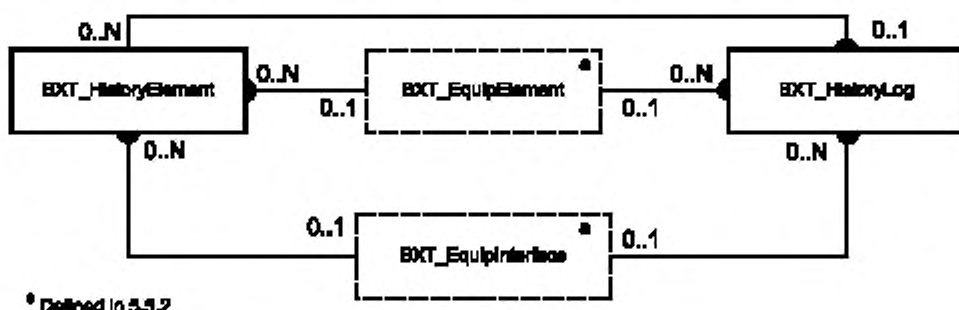 0..N
0..1
BXT_HistoryElement
0..N
0..1
BXT_EquipElement
a
0..N
0..1
BXT_HistoryLog
0..N
0..N
0..1
BXT_EquipInterface
a
0..1
a Defined in 5.5.2